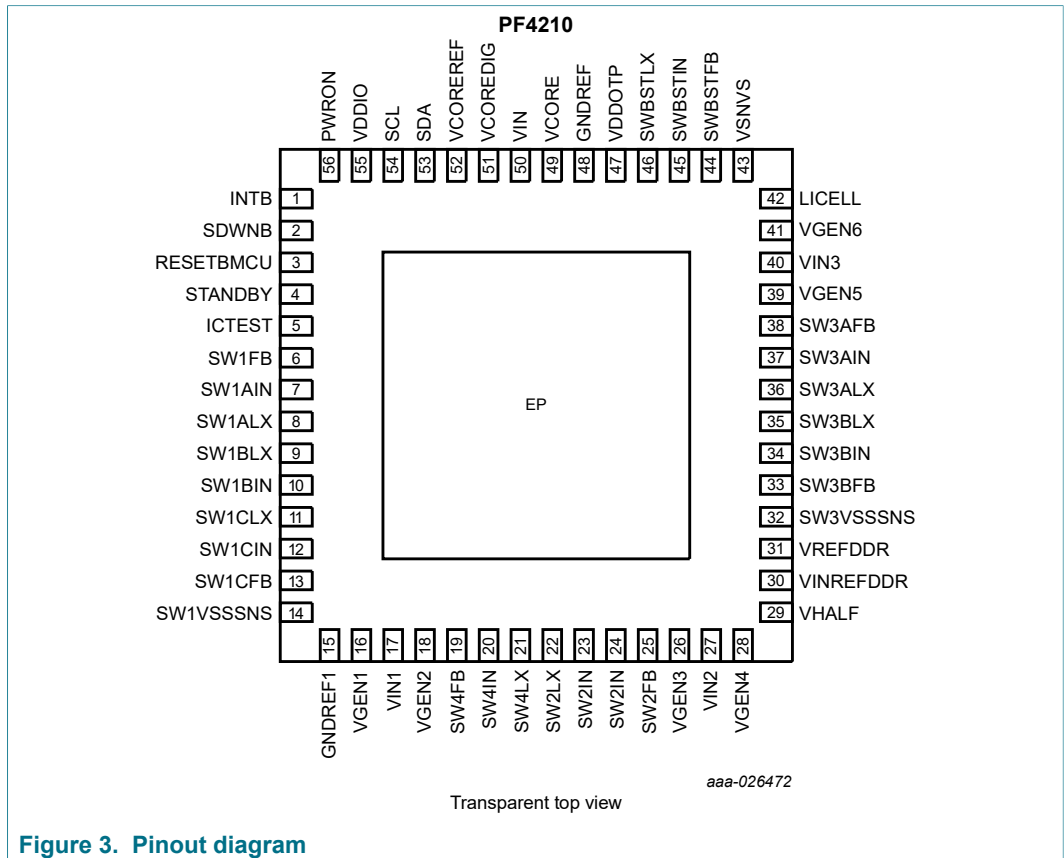 PF4210
PWRON
VDDIO
SCL
SDA
VCOREREF
VCOREDIG
VIN
VCORE
GNDREF
VDDOTP
SWBSTLX
SWBSTIN
SWBSTFB
VSNVS
56 55 54 53 52 51 50 49 48 47 46 45 44 43
INTB 1
SDWNB 2
RESETBMCU 3
STANDBY 4
ICTEST 5
SW1FB 6
SW1AIN 7
SW1ALX 8
SW1BLX 9
SW1BIN 10
SW1CLX 11
SW1CIN 12
SW1CFB 13
SW1VSSSNS 14
EP
42 LICELL
41 VGEN6
40 VIN3
39 VGEN5
38 SW3AFB
37 SW3AIN
36 SW3ALX
35 SW3BLX
34 SW3BIN
33 SW3BFB
32 SW3VSSSNS
31 VREFDDR
30 VINREFDDR
29 VHALF
15 16 17 18 19 20 21 22 23 24 25 26 27 28
GNDREF1
VGEN1
VIN1
VGEN2
SW4FB
SW4IN
SW4LX
SW2LX
SW2IN
SW2IN
SW2FB
VGEN3
VIN2
VGEN4
aaa-026472
Transparent top view
Figure 3. Pinout diagram